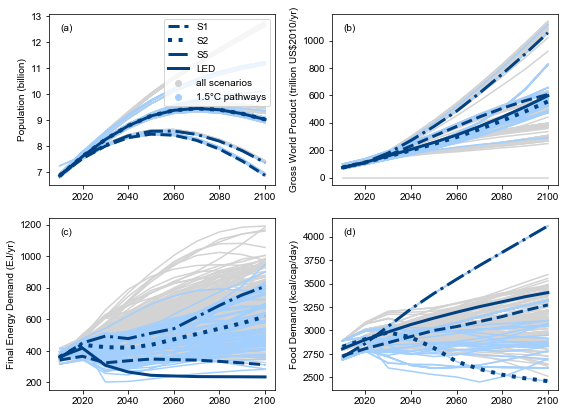 (a)
S1
S2
S5
LED
all scenarios
1.5°C pathways
Population (billion)
13
12
11
10
9
8
7
2020 2040 2060 2080 2100
(b)
Gross World Product (trillion US$2010/yr)
1000
800
600
400
200
0
2020 2040 2060 2080 2100
(c)
Final Energy Demand (EJ/yr)
1200
1000
800
600
400
200
2020 2040 2060 2080 2100
(d)
Food Demand (kcal/cap/day)
4000
3750
3500
3250
3000
2750
2500
2020 2040 2060 2080 2100